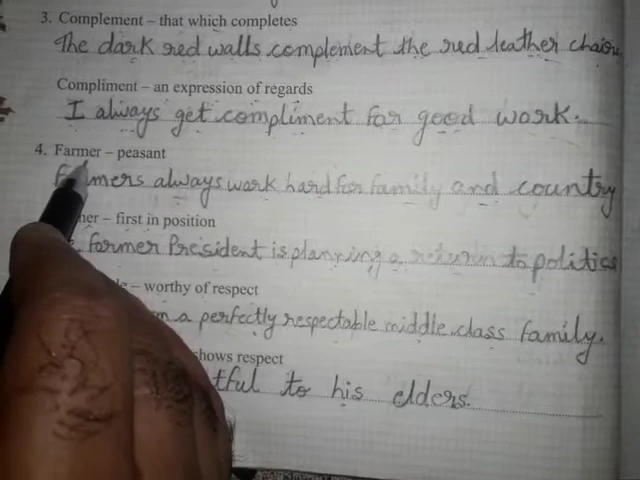 3. Complement – that which completes
The dark red walls complement the red leather chairs
Compliment – an expression of regards
I always get compliment for good work.
4. Farmer – peasant
Farmers always work hard for family and country
her – first in position
former President is planning a return to politics
– worthy of respect
a perfectly respectable middle class family.
shows respect
tful to his elders.